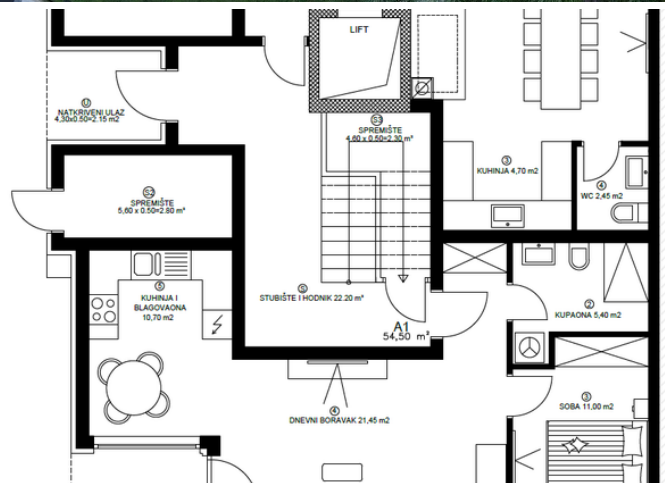 LIFT
U
NATKRIVENI ULAZ
4,30x0.50=2.15 m2
S3
SPREMIŠTE
4,60 x 0.50=2.30 m²
3
KUHINJA 4,70 m2
4
WC 2,45 m2
S2
SPREMIŠTE
5,60 x 0.50=2.80 m²
5
KUHINJA I
BLAGOVAONA
10,70 m2
S
STUBIŠTE I HODNIK 22.20 m²
A1
54,50 m²
2
KUPAONA 5,40 m2
4
DNEVNI BORAVAK 21,45 m2
3
SOBA 11,00 m2